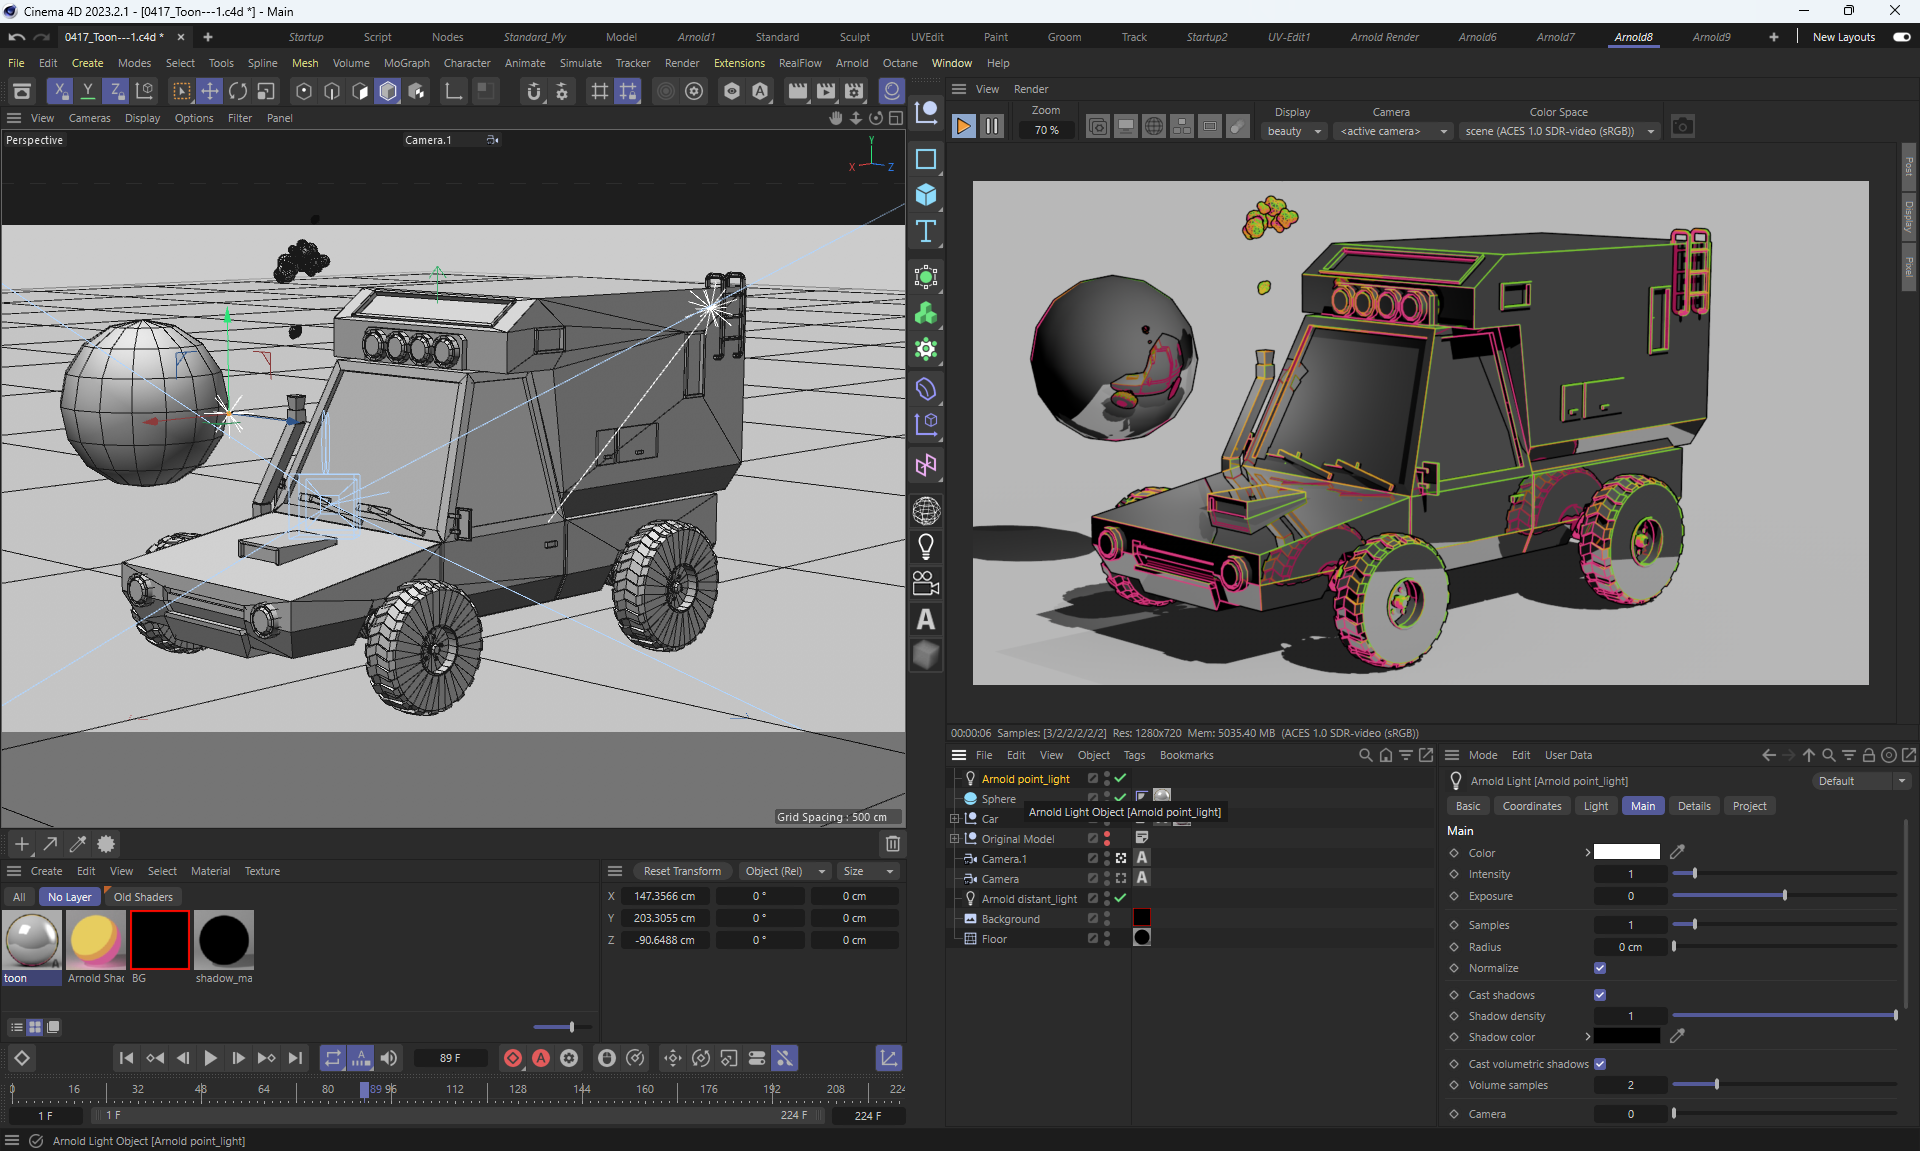 Cinema 4D 2023.2.1 - [0417_Toon---1.c4d *] - Main
0417_Toon---1.c4d * × + Startup Script Nodes Standard_My Model Arnold1 Standard Sculpt UVEdit Paint Groom Track Startup2 UV-Edit1 Arnold Render Arnold6 Arnold7 Arnold8 Arnold9 + New Layouts
File Edit Create Modes Select Tools Spline Mesh Volume MoGraph Character Animate Simulate Tracker Render Extensions RealFlow Arnold Octane Window Help
X Y Z
View Cameras Display Options Filter Panel
Perspective
Camera.1
Y
X Z
Grid Spacing : 500 cm
View Render
Zoom
Display
Camera
Color Space
70 %
beauty
<active camera>
scene (ACES 1.0 SDR-video (sRGB))
Post
Display
Pixel
00:00:06 Samples: [3/2/2/2/2/2] Res: 1280x720 Mem: 5035.40 MB (ACES 1.0 SDR-video (sRGB))
File Edit View Object Tags Bookmarks
Arnold point_light
Sphere
Arnold Light Object [Arnold point_light]
Car
Original Model
Camera.1
Camera
Arnold distant_light
Background
Floor
Mode Edit User Data
Arnold Light [Arnold point_light]
Default
Basic Coordinates Light Main Details Project
Main
Color
Intensity 1
Exposure 0
Samples 1
Radius 0 cm
Normalize
Cast shadows
Shadow density 1
Shadow color
Cast volumetric shadows
Volume samples 2
Camera 0
Create Edit View Select Material Texture
All No Layer Old Shaders
toon
Arnold Shac
BG
shadow_ma
Reset Transform Object (Rel) Size
X 147.3566 cm 0 ° 0 cm
Y 203.3055 cm 0 ° 0 cm
Z -90.6488 cm 0 ° 0 cm
89 F
0 16 32 48 64 80 89 96 112 128 144 160 176 192 208 224
1 F 1 F 224 F 224 F
Arnold Light Object [Arnold point_light]